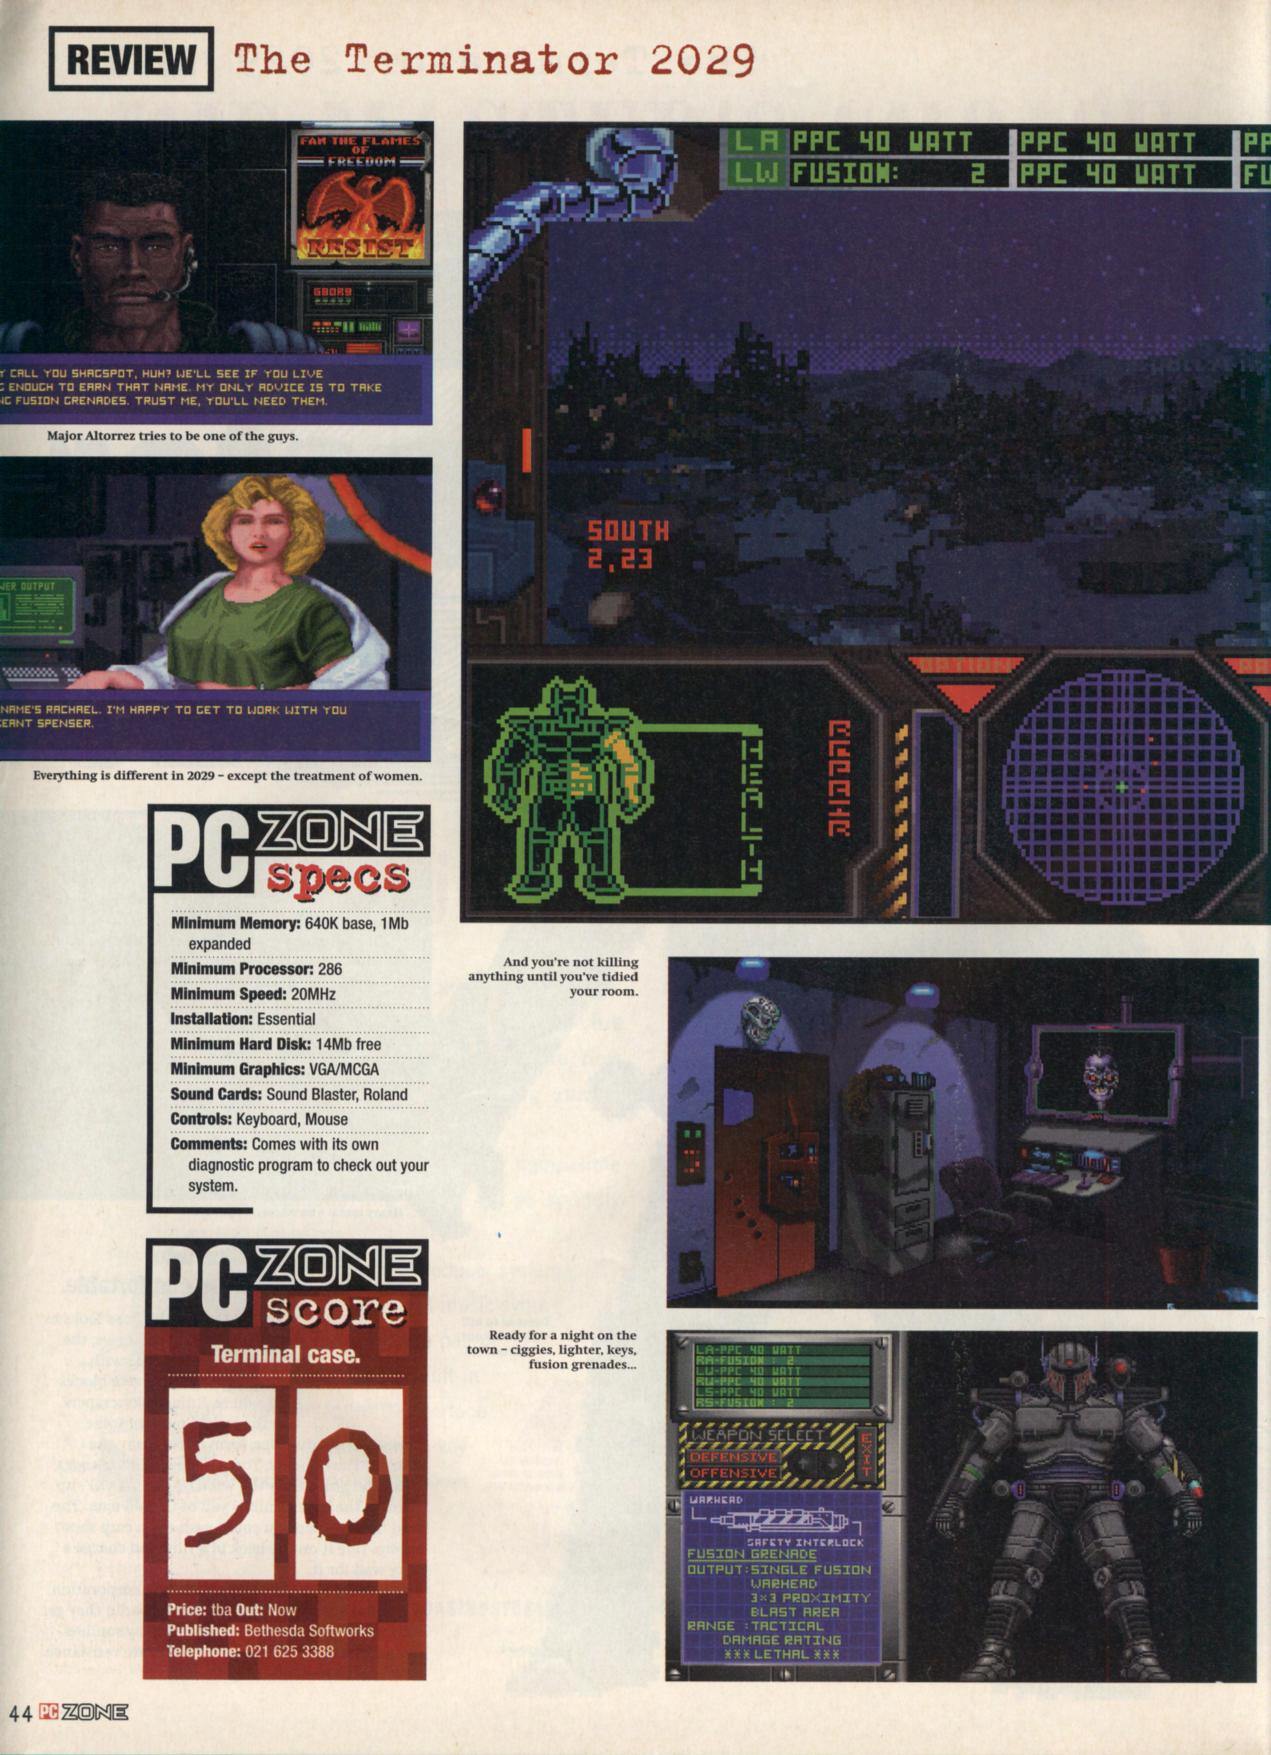 REVIEW The Terminator 2029
FAN THE FLAMES
OF
FREEDOM
RESIST
CALL YOU SHAGSPOT, HUH? WE'LL SEE IF YOU LIVE
ENOUGH TO EARN THAT NAME. MY ONLY ADVICE IS TO TAKE
FUSION GRENADES. TRUST ME, YOU'LL NEED THEM.
Major Altorrez tries to be one of the guys.
OUTPUT
NAME'S RACHAEL. I'M HAPPY TO GET TO WORK WITH YOU
SPENSER.
Everything is different in 2029 – except the treatment of women.
LA PPC 40 WATT PPC 40 WATT
LW FUSION: 2 PPC 40 WATT
SOUTH
2,23
HEALTH
REPAIR
PC ZONE
specs
Minimum Memory: 640K base, 1Mb
expanded
Minimum Processor: 286
Minimum Speed: 20MHz
Installation: Essential
Minimum Hard Disk: 14Mb free
Minimum Graphics: VGA/MCGA
Sound Cards: Sound Blaster, Roland
Controls: Keyboard, Mouse
Comments: Comes with its own
diagnostic program to check out your
system.
And you're not killing
anything until you've tidied
your room.
PC ZONE
score
Terminal case.
50
Price: tba Out: Now
Published: Bethesda Softworks
Telephone: 021 625 3388
Ready for a night on the
town – ciggies, lighter, keys,
fusion grenades...
LA-PPC 40 WATT
RA-FUSION : 2
LW-PPC 40 WATT
RW-PPC 40 WATT
LS-PPC 40 WATT
RS-FUSION : 2
WEAPON SELECT
DEFENSIVE
OFFENSIVE
EXIT
WARHEAD
SAFETY INTERLOCK
FUSION GRENADE
OUTPUT:SINGLE FUSION
WARHEAD
3×3 PROXIMITY
BLAST AREA
RANGE :TACTICAL
DAMAGE RATING
*** LETHAL ***
44 PC ZONE